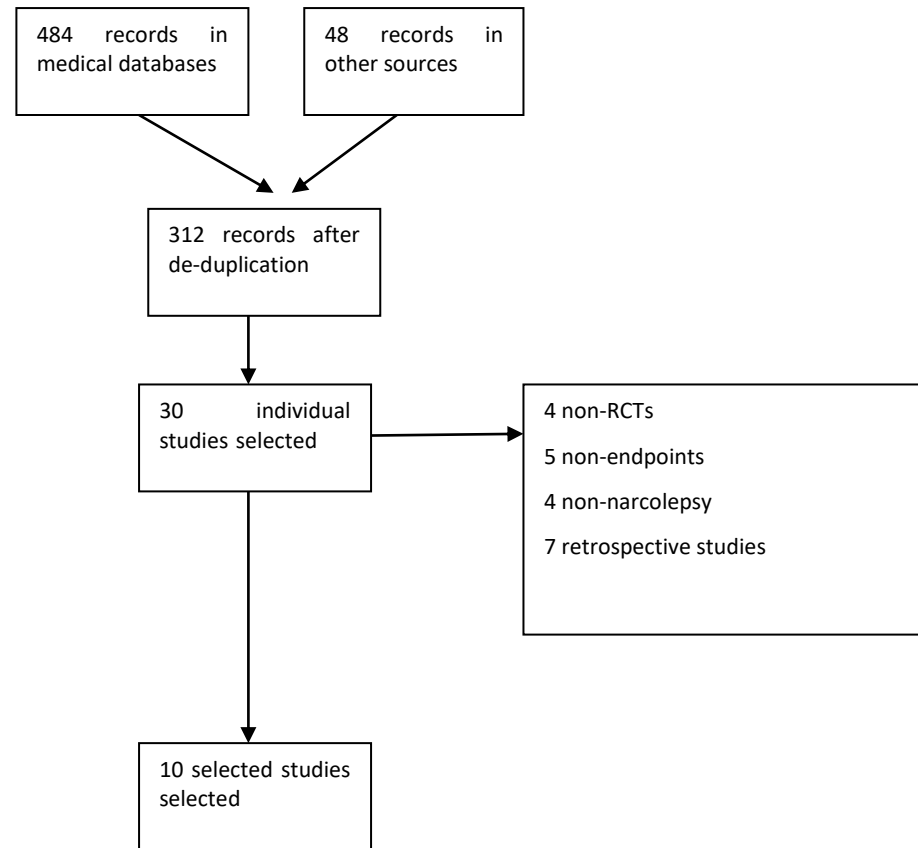 484 records in
medical databases
48 records in
other sources
312 records after
de-duplication
30 individual
studies selected
4 non-RCTs
5 non-endpoints
4 non-narcolepsy
7 retrospective studies
10 selected studies
selected